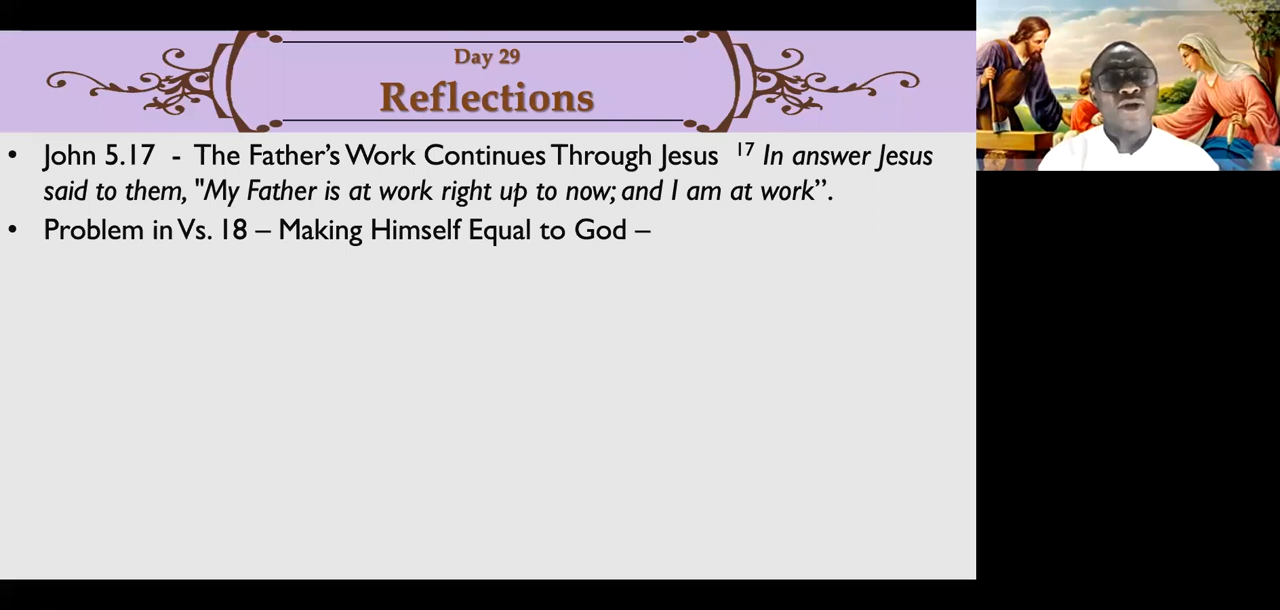 Day 29
Reflections
• John 5.17 - The Father’s Work Continues Through Jesus ¹⁷ In answer Jesus
said to them, "My Father is at work right up to now; and I am at work”.
• Problem in Vs. 18 – Making Himself Equal to God –